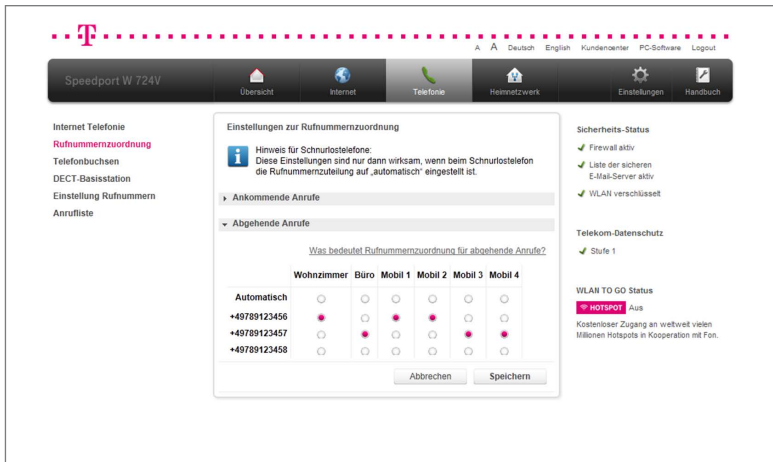 T
A A Deutsch English Kundencenter PC-Software Logout
Speedport W 724V
Übersicht Internet Telefonie Heimnetzwerk Einstellungen Handbuch
Internet Telefonie
Rufnummernzuordnung
Telefonbuchsen
DECT-Basisstation
Einstellung Rufnummern
Anrufliste
Einstellungen zur Rufnummernzuordnung
Hinweis für Schnurlostelefone:
Diese Einstellungen sind nur dann wirksam, wenn beim Schnurlostelefon
die Rufnummernzuteilung auf „automatisch“ eingestellt ist.
Ankommende Anrufe
Abgehende Anrufe
Was bedeutet Rufnummernzuordnung für abgehende Anrufe?
Wohnzimmer Büro Mobil 1 Mobil 2 Mobil 3 Mobil 4
Automatisch
+49789123456
+49789123457
+49789123458
Abbrechen Speichern
Sicherheits-Status
Firewall aktiv
Liste der sicheren
E-Mail-Server aktiv
WLAN verschlüsselt
Telekom-Datenschutz
Stufe 1
WLAN TO GO Status
HOTSPOT Aus
Kostenloser Zugang an weltweit vielen
Millionen Hotspots in Kooperation mit Fon.